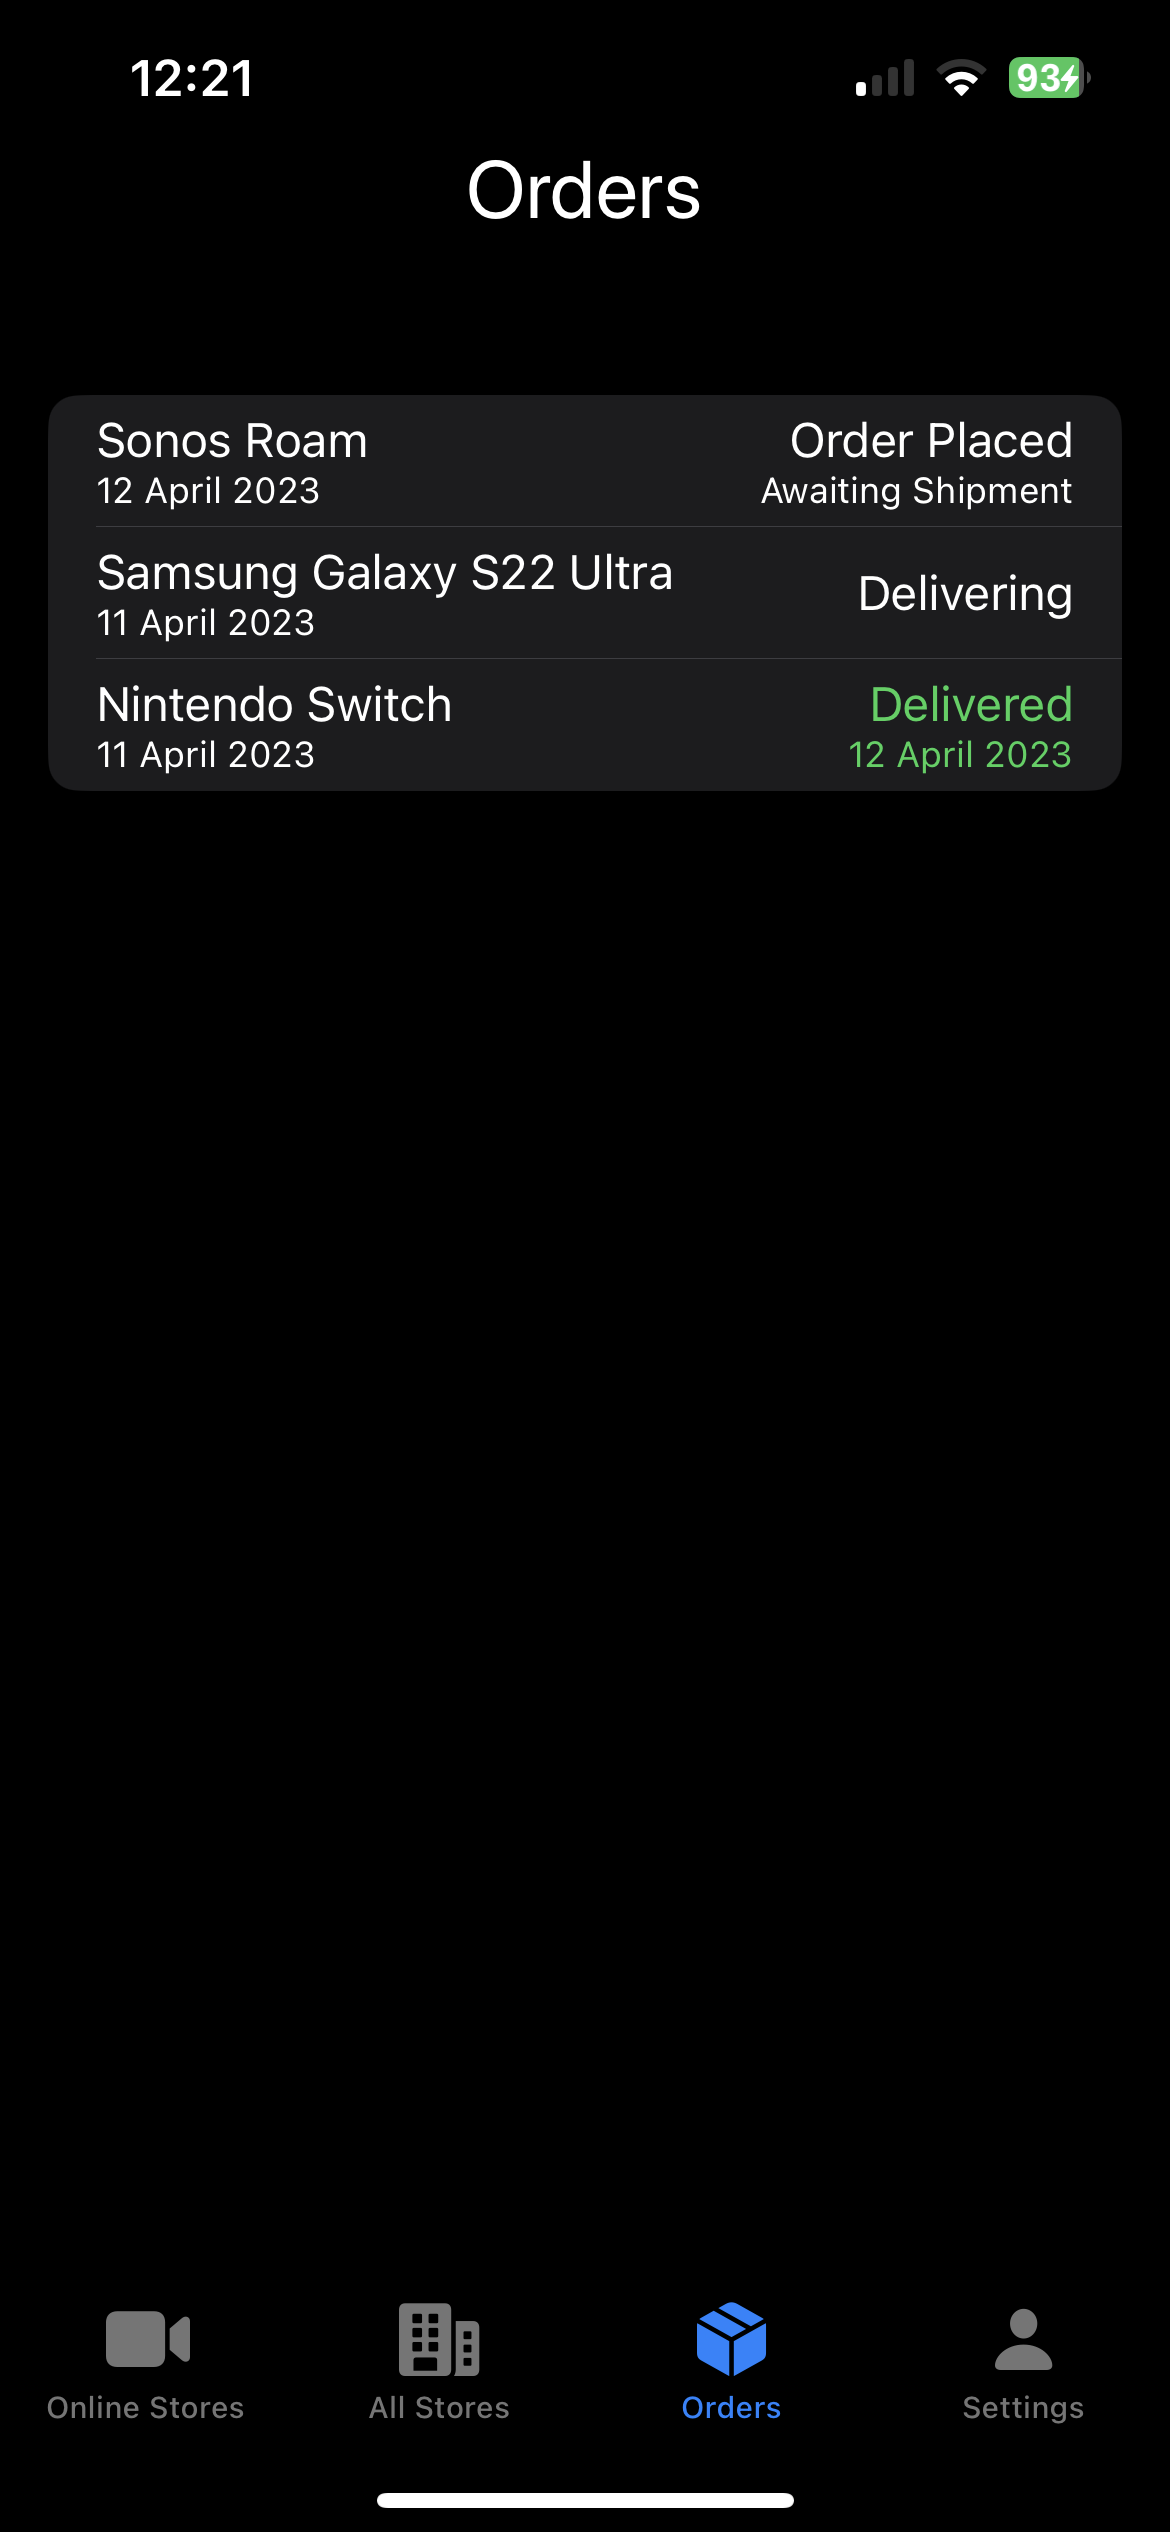 12:21
93
Orders
Sonos Roam
12 April 2023
Order Placed
Awaiting Shipment
Samsung Galaxy S22 Ultra
11 April 2023
Delivering
Nintendo Switch
11 April 2023
Delivered
12 April 2023
Online Stores
All Stores
Orders
Settings